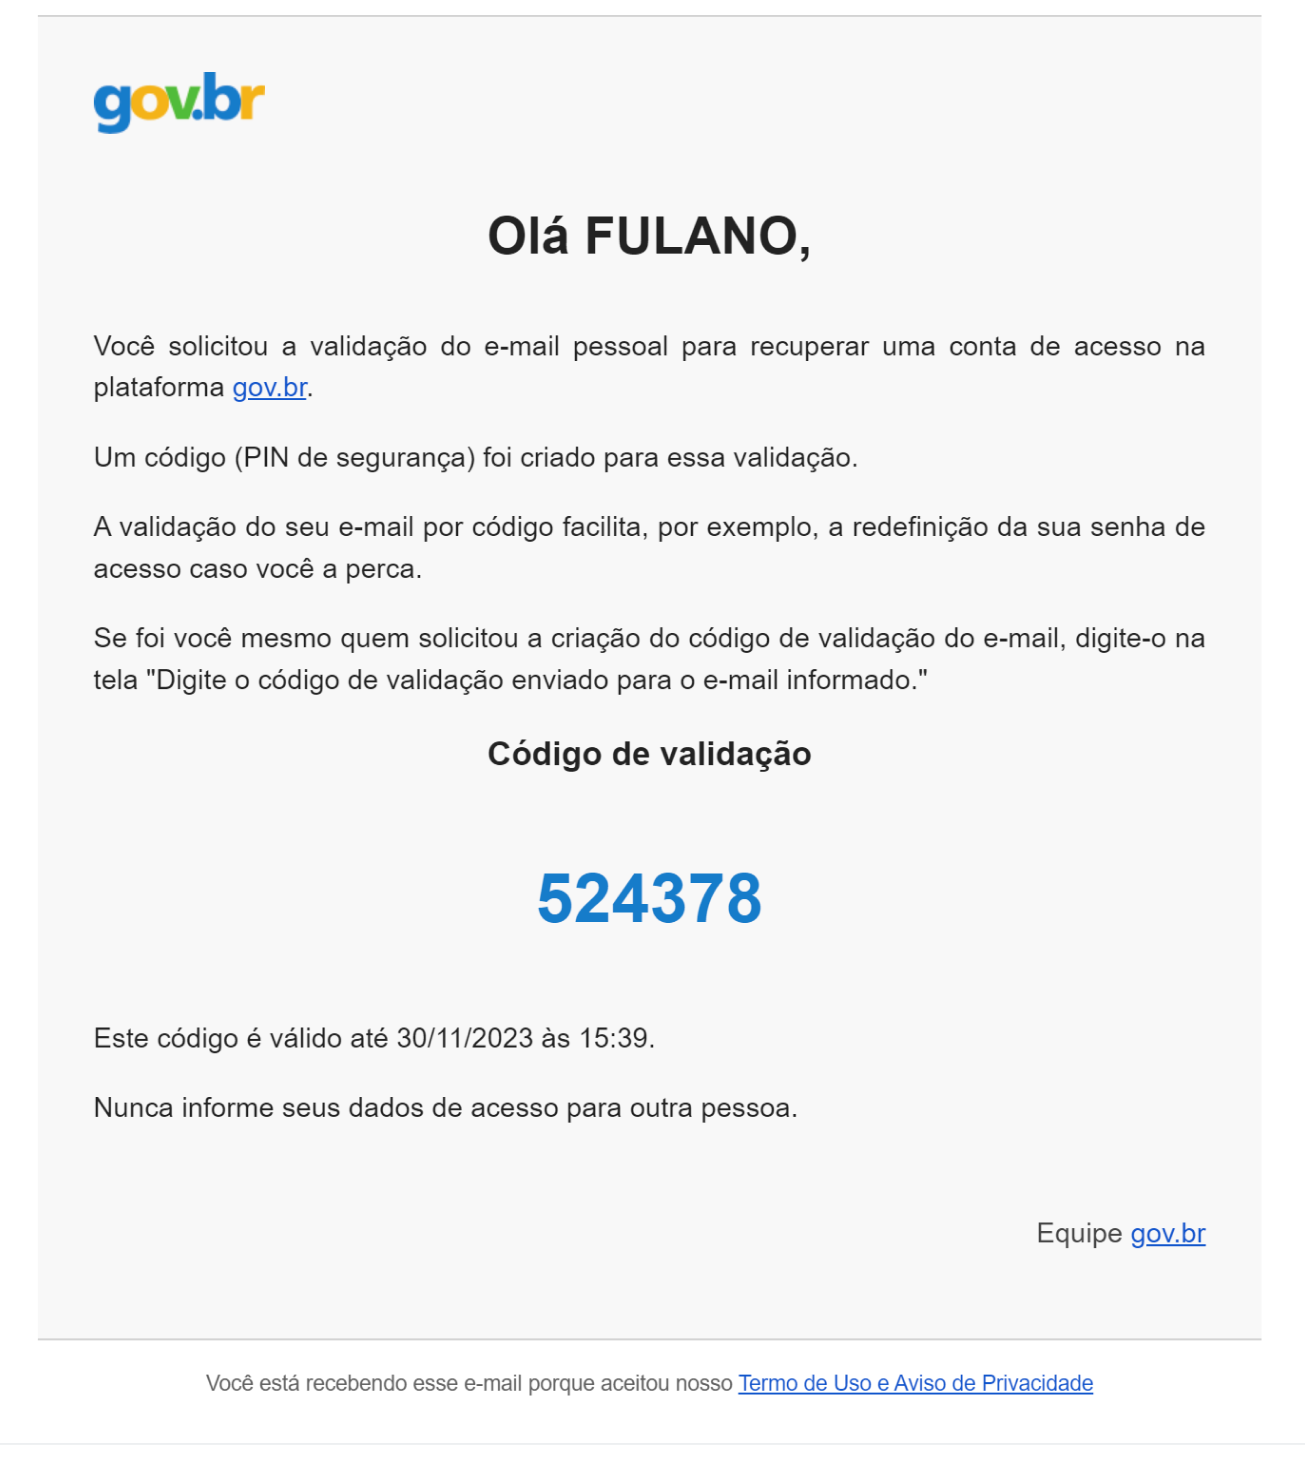 gov.br
Olá FULANO,
Você solicitou a validação do e-mail pessoal para recuperar uma conta de acesso na
plataforma gov.br.
Um código (PIN de segurança) foi criado para essa validação.
A validação do seu e-mail por código facilita, por exemplo, a redefinição da sua senha de
acesso caso você a perca.
Se foi você mesmo quem solicitou a criação do código de validação do e-mail, digite-o na
tela "Digite o código de validação enviado para o e-mail informado."
Código de validação
524378
Este código é válido até 30/11/2023 às 15:39.
Nunca informe seus dados de acesso para outra pessoa.
Equipe gov.br
Você está recebendo esse e-mail porque aceitou nosso Termo de Uso e Aviso de Privacidade